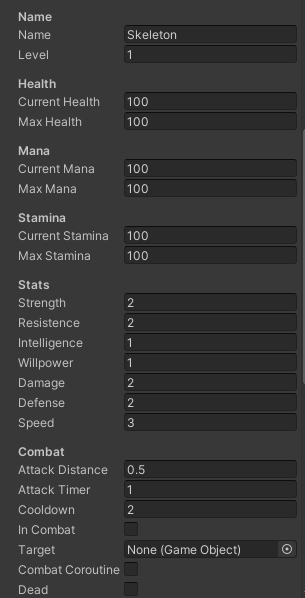 Name
Name Skeleton
Level 1
Health
Current Health 100
Max Health 100
Mana
Current Mana 100
Max Mana 100
Stamina
Current Stamina 100
Max Stamina 100
Stats
Strength 2
Resistence 2
Intelligence 1
Willpower 1
Damage 2
Defense 2
Speed 3
Combat
Attack Distance 0.5
Attack Timer 1
Cooldown 2
In Combat
Target None (Game Object)
Combat Coroutine
Dead